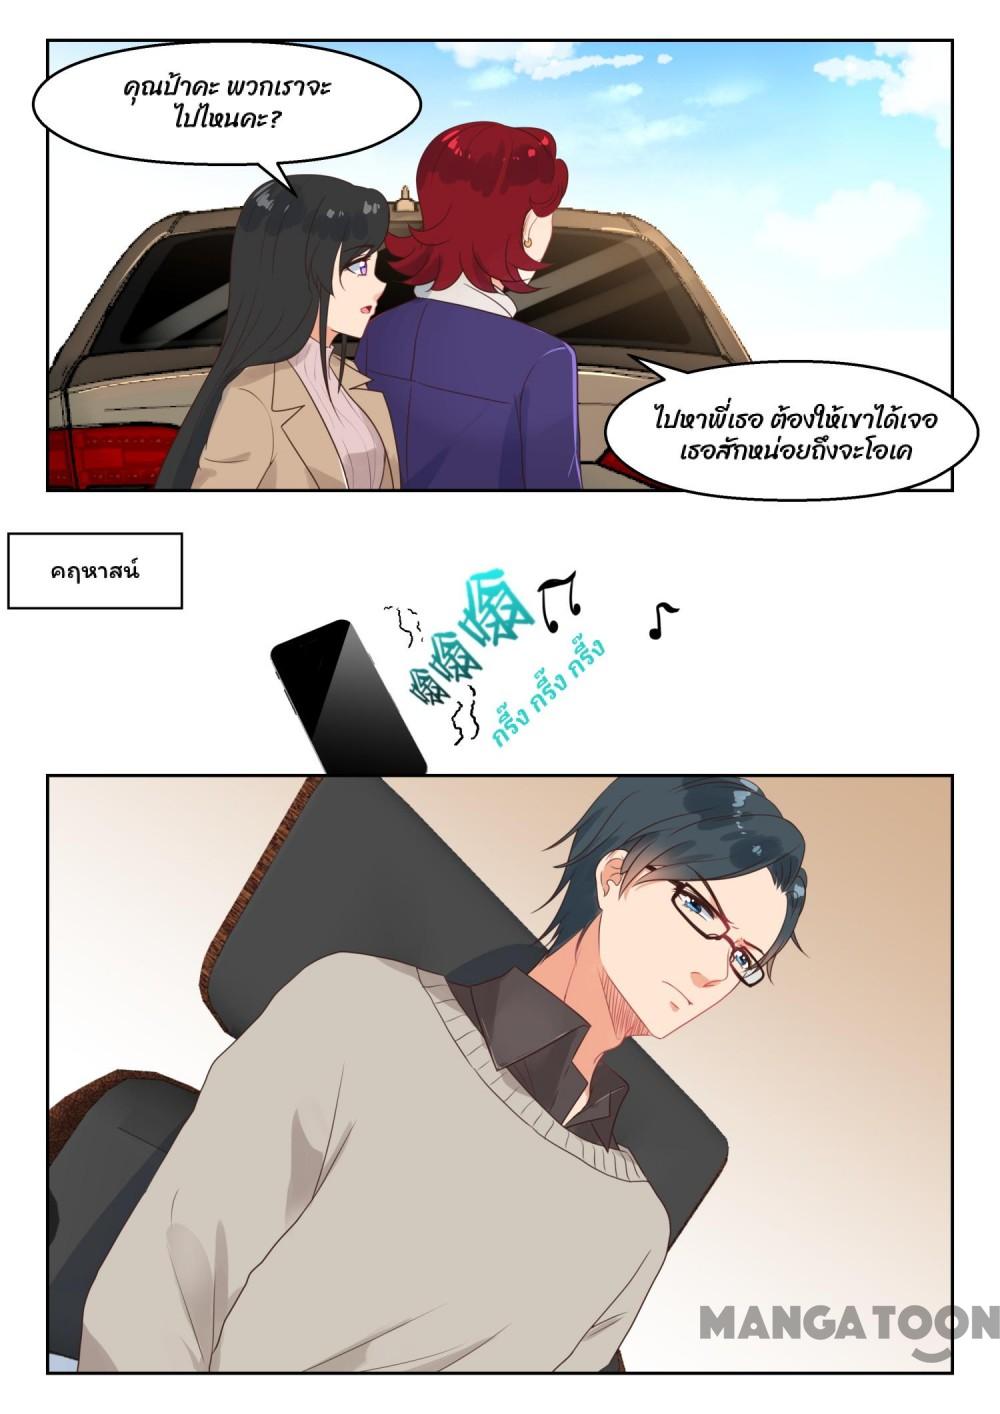 คุณป้าคะ พวกเราจะ
ไปไหนคะ?
ไปหาพี่เธอ ต้องให้เขาได้เจอ
เธอสักหน่อยถึงจะโอเค
คฤหาสน์
嗡嗡嗡
กริ๊ง กริ๊ง กริ๊ง
MANGATOON